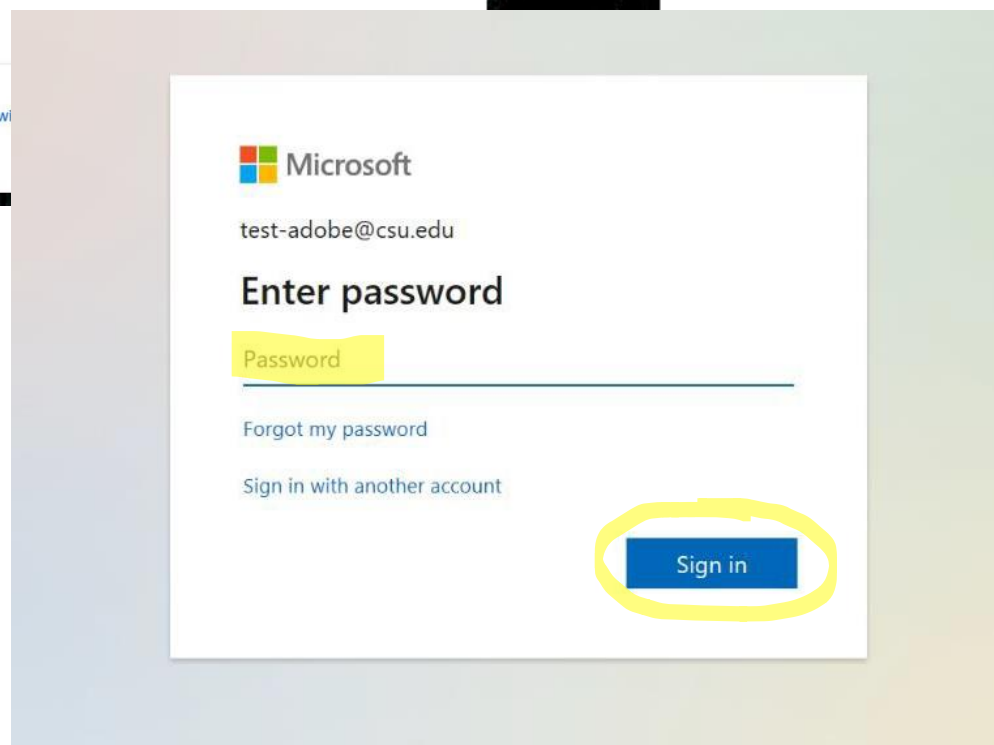 Microsoft
test-adobe@csu.edu
Enter password
Password
Forgot my password
Sign in with another account
Sign in